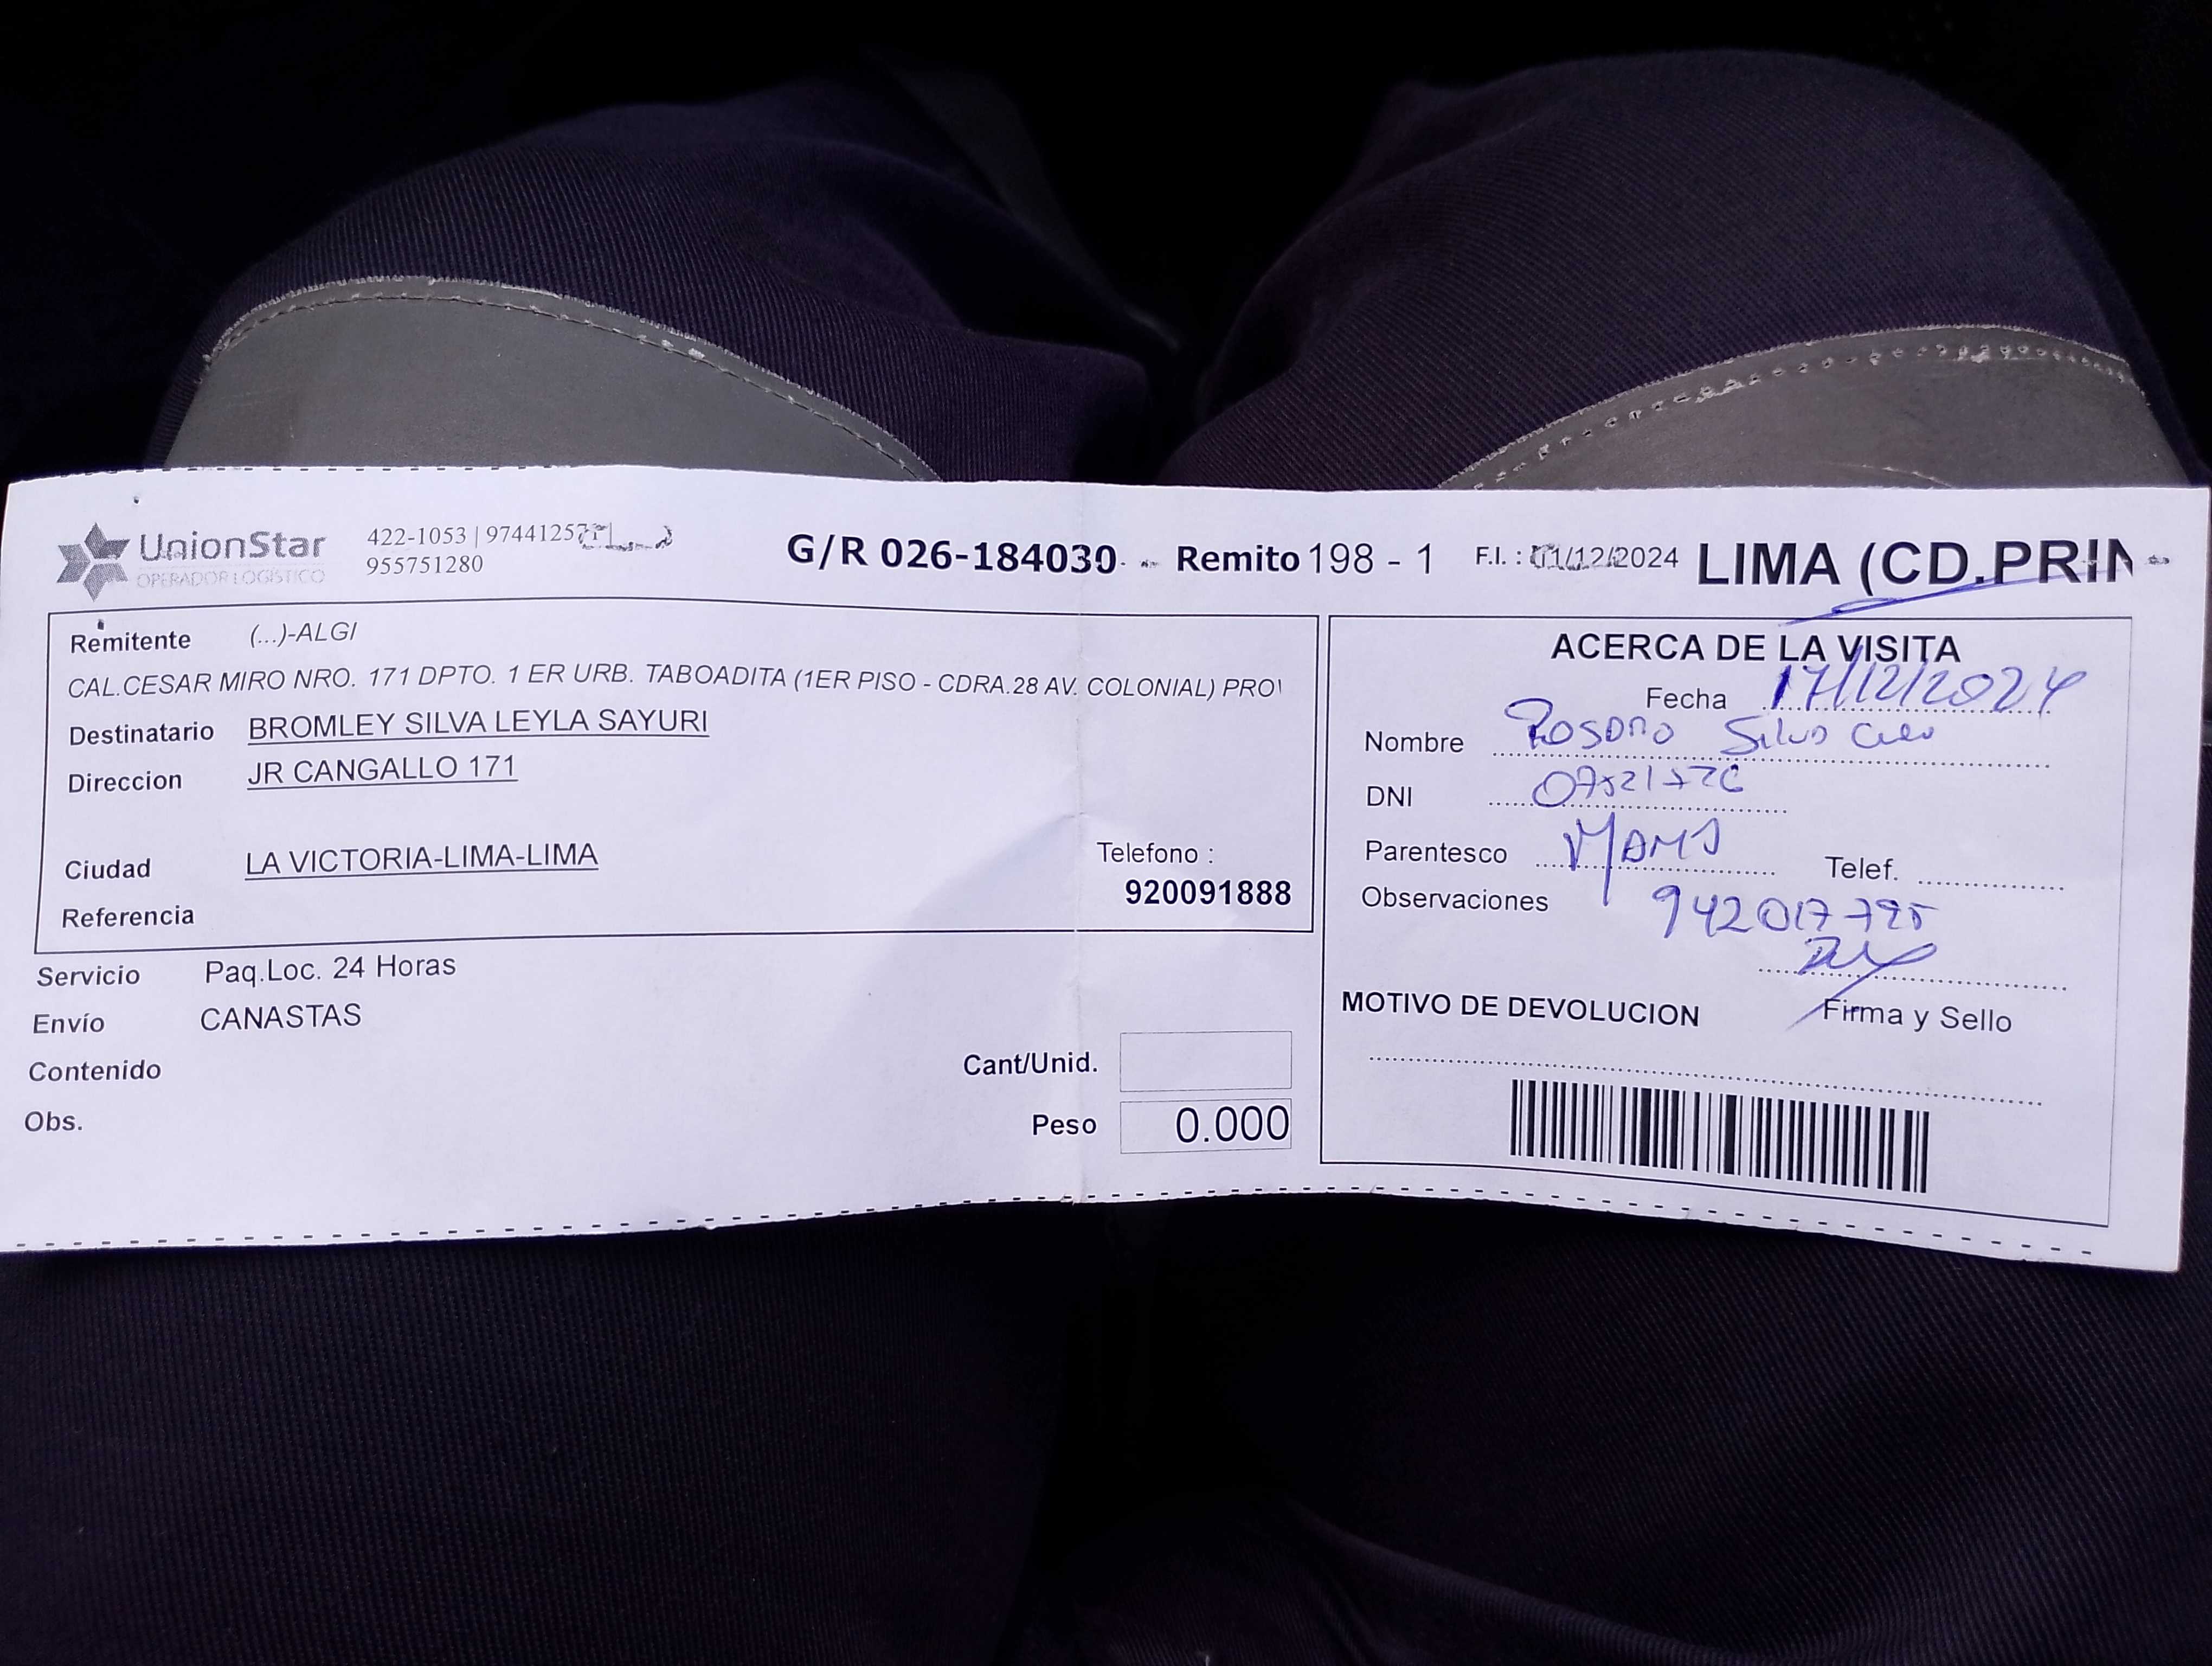 UnionStar
OPERADOR LOGISTICO
422-1053 | 97441257
955751280
G/R 026-184030 - Remito 198 - 1 F.I. : 01/12/2024 LIMA (CD.PRIN
Remitente (...)-ALGI
CAL.CESAR MIRO NRO. 171 DPTO. 1 ER URB. TABOADITA (1ER PISO - CDRA.28 AV. COLONIAL) PRO
Destinatario BROMLEY SILVA LEYLA SAYURI
Direccion JR CANGALLO 171
Ciudad LA VICTORIA-LIMA-LIMA
Telefono :
920091888
Referencia
Servicio Paq.Loc. 24 Horas
Envío CANASTAS
Contenido
Cant/Unid.
Obs.
Peso 0.000
ACERCA DE LA VISITA
Fecha 17/12/2024
Nombre Rosario Silva
DNI
Parentesco MAMA Telef.
Observaciones 942017795
MOTIVO DE DEVOLUCION Firma y Sello